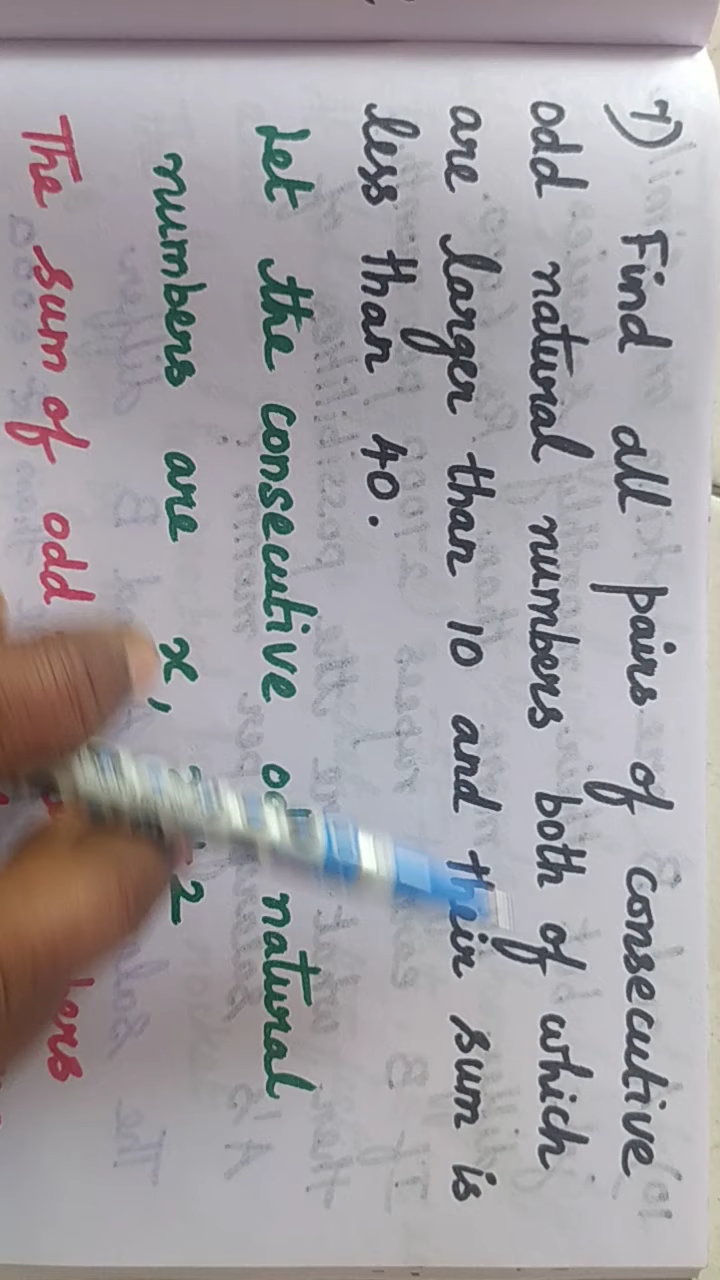 7) Find all pairs of consecutive
odd natural numbers both of which
are larger than 10 and their sum is
less than 40.
Let the consecutive odd natural
numbers are x, 2
The sum of odd